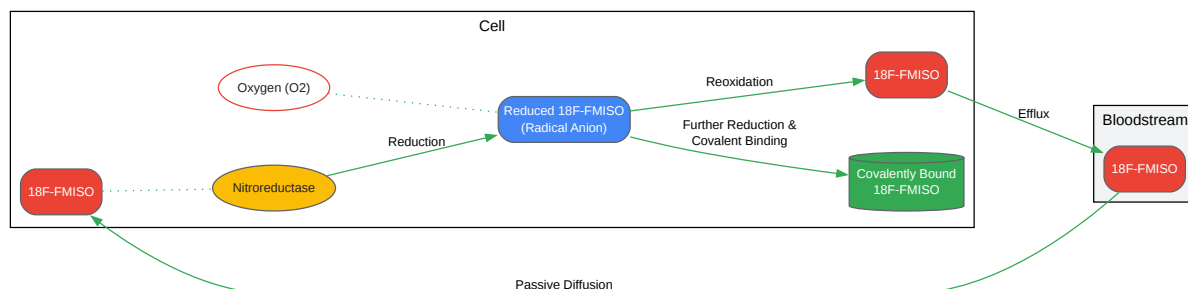 Cell
Oxygen (O2)
18F-FMISO
Reoxidation
Reduced 18F-FMISO
(Radical Anion)
Efflux
Bloodstream
Further Reduction &
Covalent Binding
Reduction
18F-FMISO
Covalently Bound
18F-FMISO
Nitroreductase
18F-FMISO
Passive Diffusion